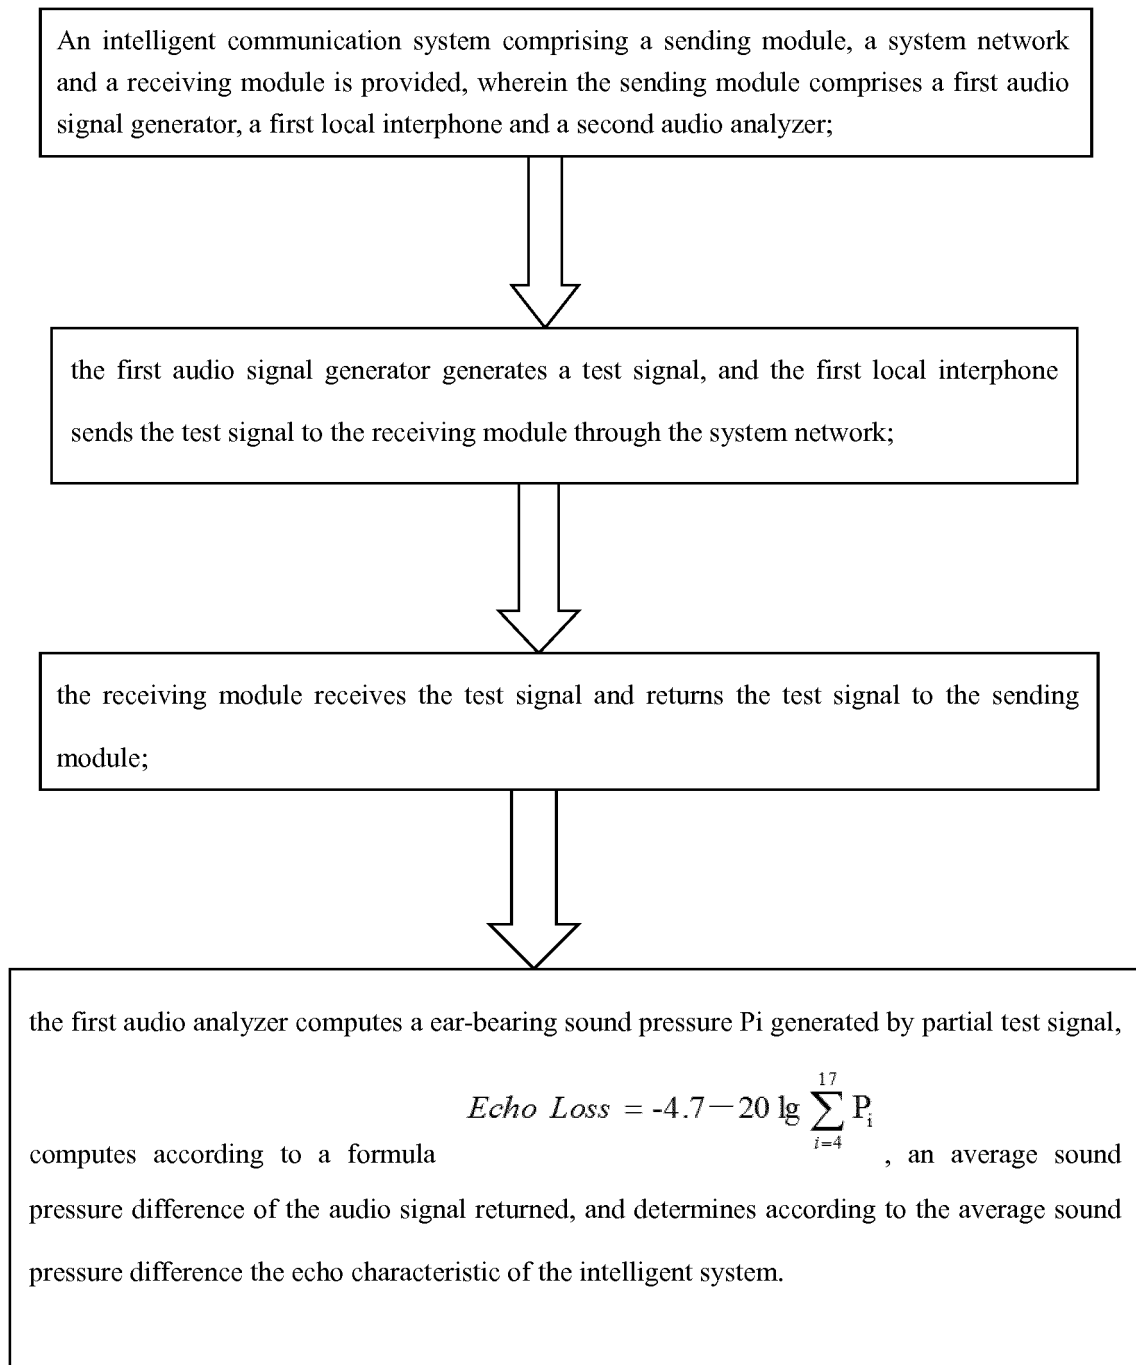 An intelligent communication system comprising a sending module, a system network
and a receiving module is provided, wherein the sending module comprises a first audio
signal generator, a first local interphone and a second audio analyzer;
the first audio signal generator generates a test signal, and the first local interphone
sends the test signal to the receiving module through the system network;
the receiving module receives the test signal and returns the test signal to the sending
module;
the first audio analyzer computes a ear-bearing sound pressure Pi generated by partial test signal,
computes according to a formula Echo Loss = -4.7－20 lg ∑_{i=4}^{17} P_i , an average sound
pressure difference of the audio signal returned, and determines according to the average sound
pressure difference the echo characteristic of the intelligent system.